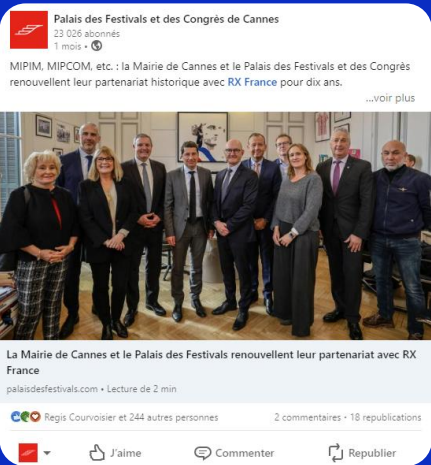 Palais des Festivals et des Congrès de Cannes
23 026 abonnés
1 mois •
MIPIM, MIPCOM, etc. : la Mairie de Cannes et le Palais des Festivals et des Congrès
renouvellent leur partenariat historique avec RX France pour dix ans.
...voir plus
La Mairie de Cannes et le Palais des Festivals renouvellent leur partenariat avec RX
France
palaisdesfestivals.com • Lecture de 2 min
Regis Courvoisier et 244 autres personnes
2 commentaires • 18 republications
J'aime
Commenter
Republier